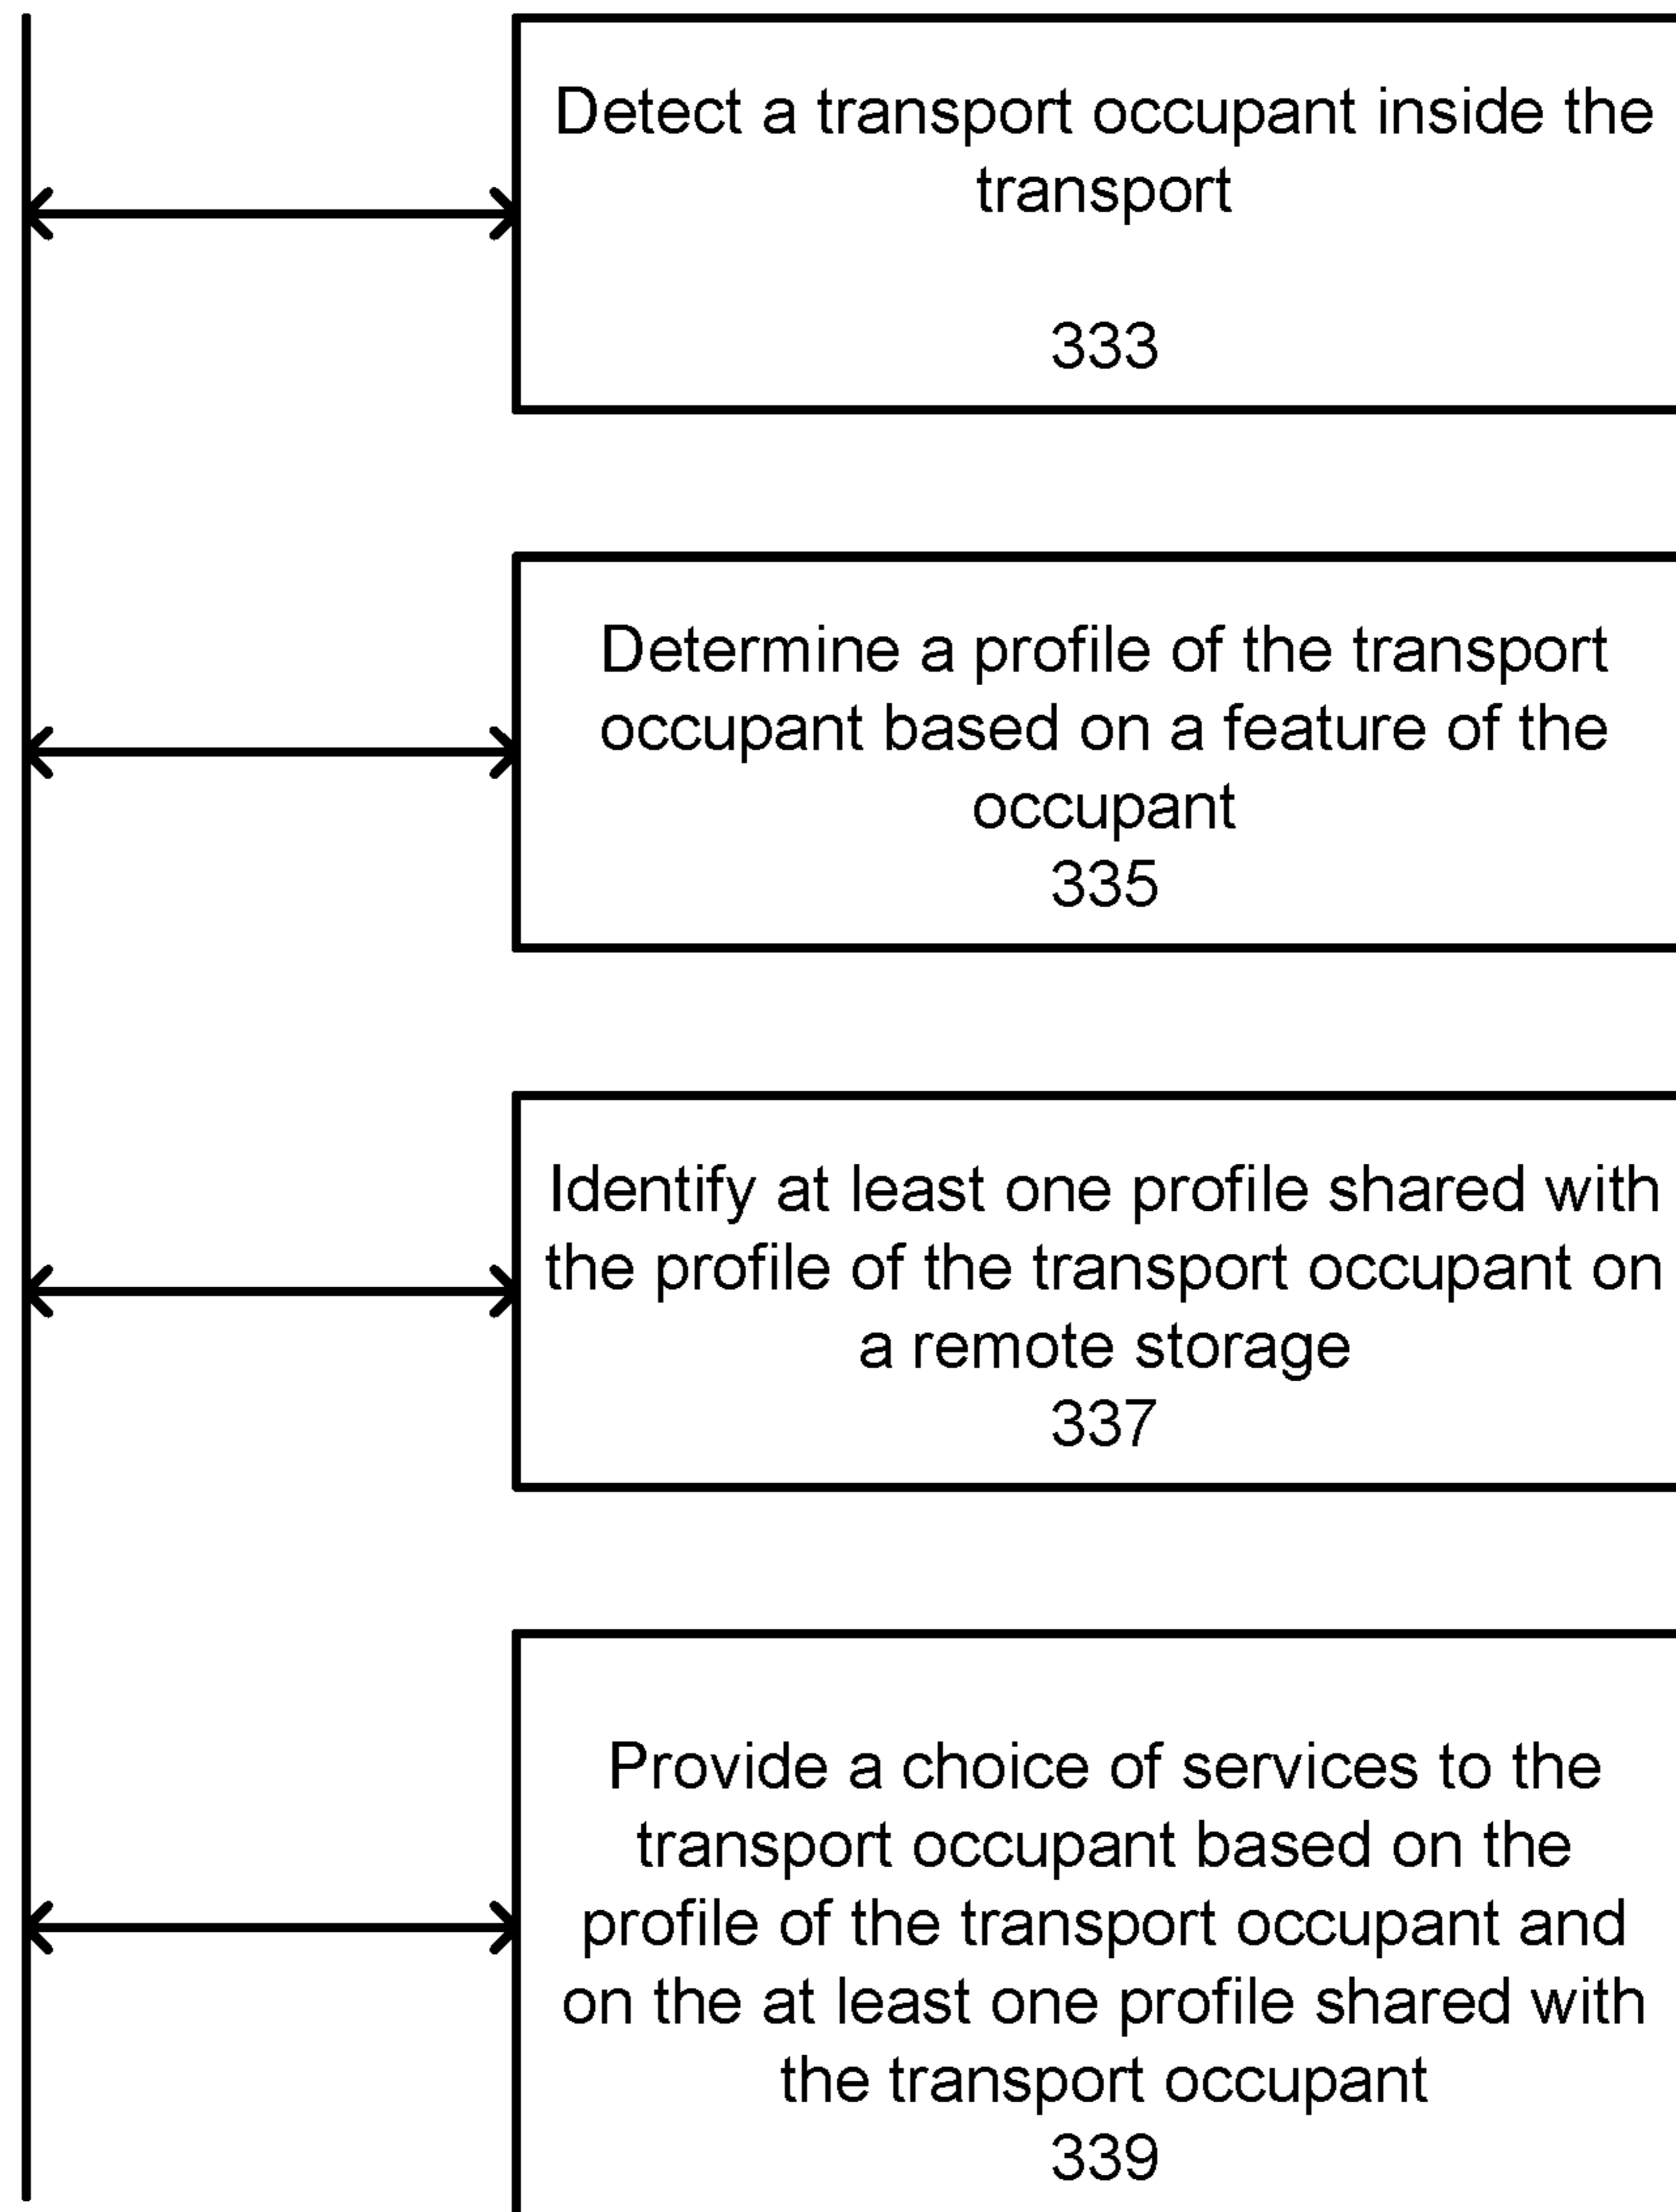 Detect a transport occupant inside the
transport
333
Determine a profile of the transport
occupant based on a feature of the
occupant
335
Identify at least one profile shared with
the profile of the transport occupant on
a remote storage
337
Provide a choice of services to the
transport occupant based on the
profile of the transport occupant and
on the at least one profile shared with
the transport occupant
339